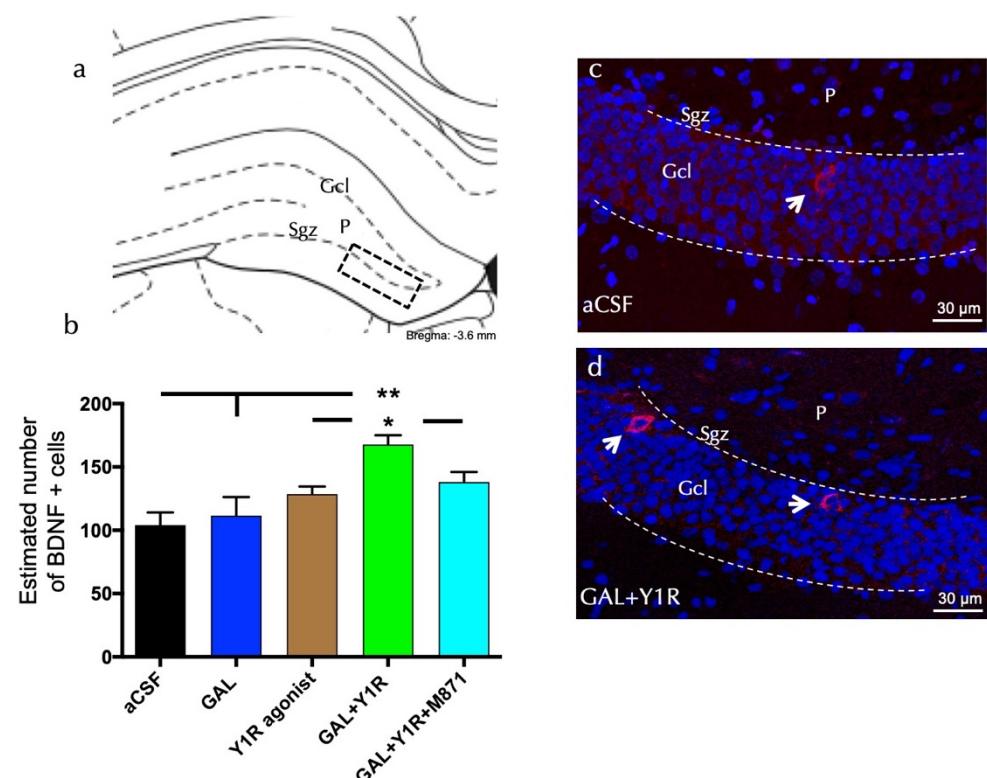 a
Gcl
P
Sgz
Bregma: -3.6 mm
b
Estimated number
of BDNF + cells
200
150
100
50
0
**
*
aCSF
GAL
Y1R agonist
GAL+Y1R
GAL+Y1R+M871
c
P
Sgz
Gcl
aCSF
30 µm
d
P
Sgz
Gcl
GAL+Y1R
30 µm